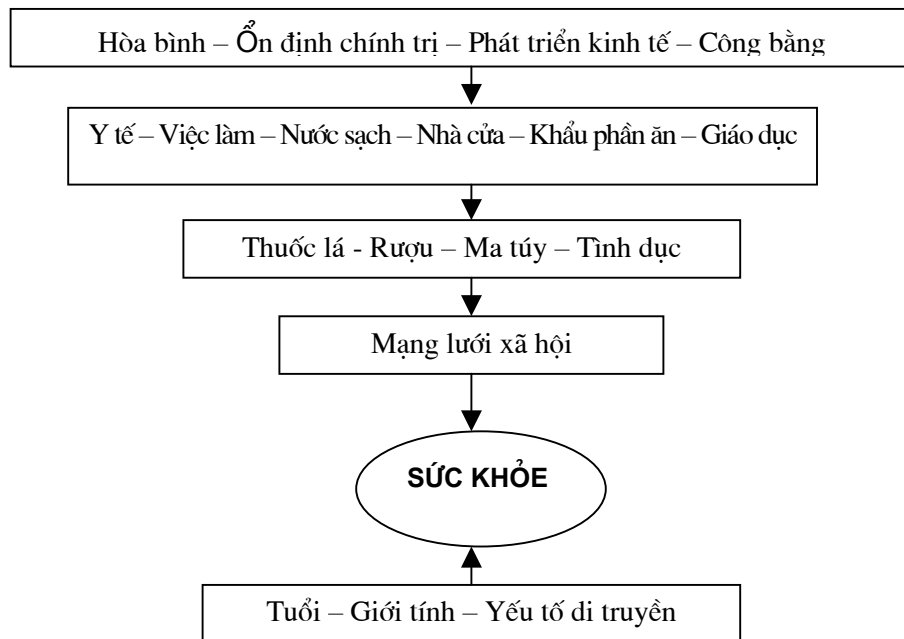 Hòa bình – Ổn định chính trị – Phát triển kinh tế – Công bằng
Y tế – Việc làm – Nước sạch – Nhà cửa – Khẩu phần ăn – Giáo dục
Thuốc lá - Rượu – Ma túy – Tình dục
Mạng lưới xã hội
SỨC KHỎE
Tuổi – Giới tính – Yếu tố di truyền